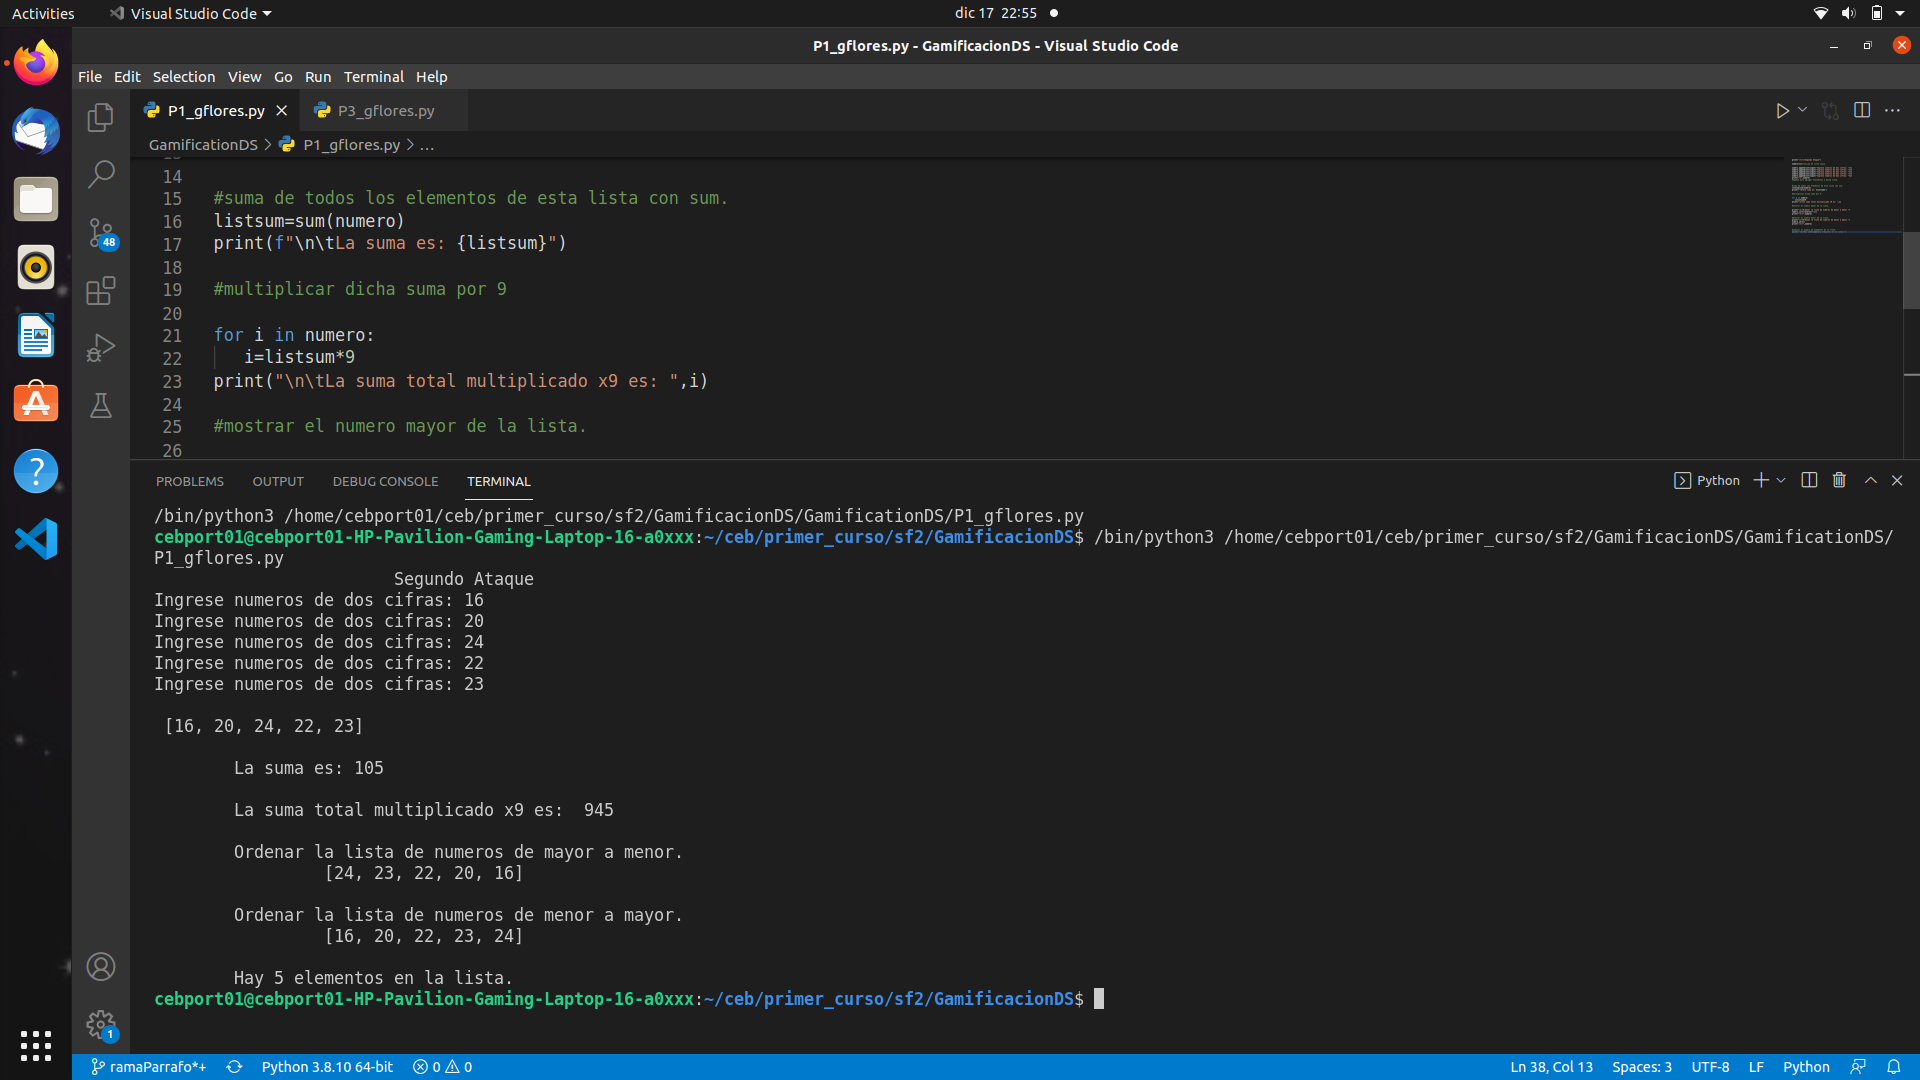 Activities
Visual Studio Code
dic 17 22:55
P1_gflores.py - GamificacionDS - Visual Studio Code
File Edit Selection View Go Run Terminal Help
P1_gflores.py
P3_gflores.py
GamificationDS > P1_gflores.py > ...
14
15 #suma de todos los elementos de esta lista con sum.
16 listsum=sum(numero)
17 print(f"\n\tLa suma es: {listsum}")
18
19 #multiplicar dicha suma por 9
20
21 for i in numero:
22 i=listsum*9
23 print("\n\tLa suma total multiplicado x9 es: ",i)
24
25 #mostrar el numero mayor de la lista.
26
48
PROBLEMS OUTPUT DEBUG CONSOLE TERMINAL
Python
/bin/python3 /home/cebport01/ceb/primer_curso/sf2/GamificacionDS/GamificationDS/P1_gflores.py
cebport01@cebport01-HP-Pavilion-Gaming-Laptop-16-a0xxx:~/ceb/primer_curso/sf2/GamificacionDS$ /bin/python3 /home/cebport01/ceb/primer_curso/sf2/GamificacionDS/GamificationDS/
P1_gflores.py
Segundo Ataque
Ingrese numeros de dos cifras: 16
Ingrese numeros de dos cifras: 20
Ingrese numeros de dos cifras: 24
Ingrese numeros de dos cifras: 22
Ingrese numeros de dos cifras: 23
[16, 20, 24, 22, 23]
La suma es: 105
La suma total multiplicado x9 es:  945
Ordenar la lista de numeros de mayor a menor.
[24, 23, 22, 20, 16]
Ordenar la lista de numeros de menor a mayor.
[16, 20, 22, 23, 24]
Hay 5 elementos en la lista.
cebport01@cebport01-HP-Pavilion-Gaming-Laptop-16-a0xxx:~/ceb/primer_curso/sf2/GamificacionDS$
1
ramaParrafo*+
Python 3.8.10 64-bit
0 0
Ln 38, Col 13
Spaces: 3
UTF-8
LF
Python